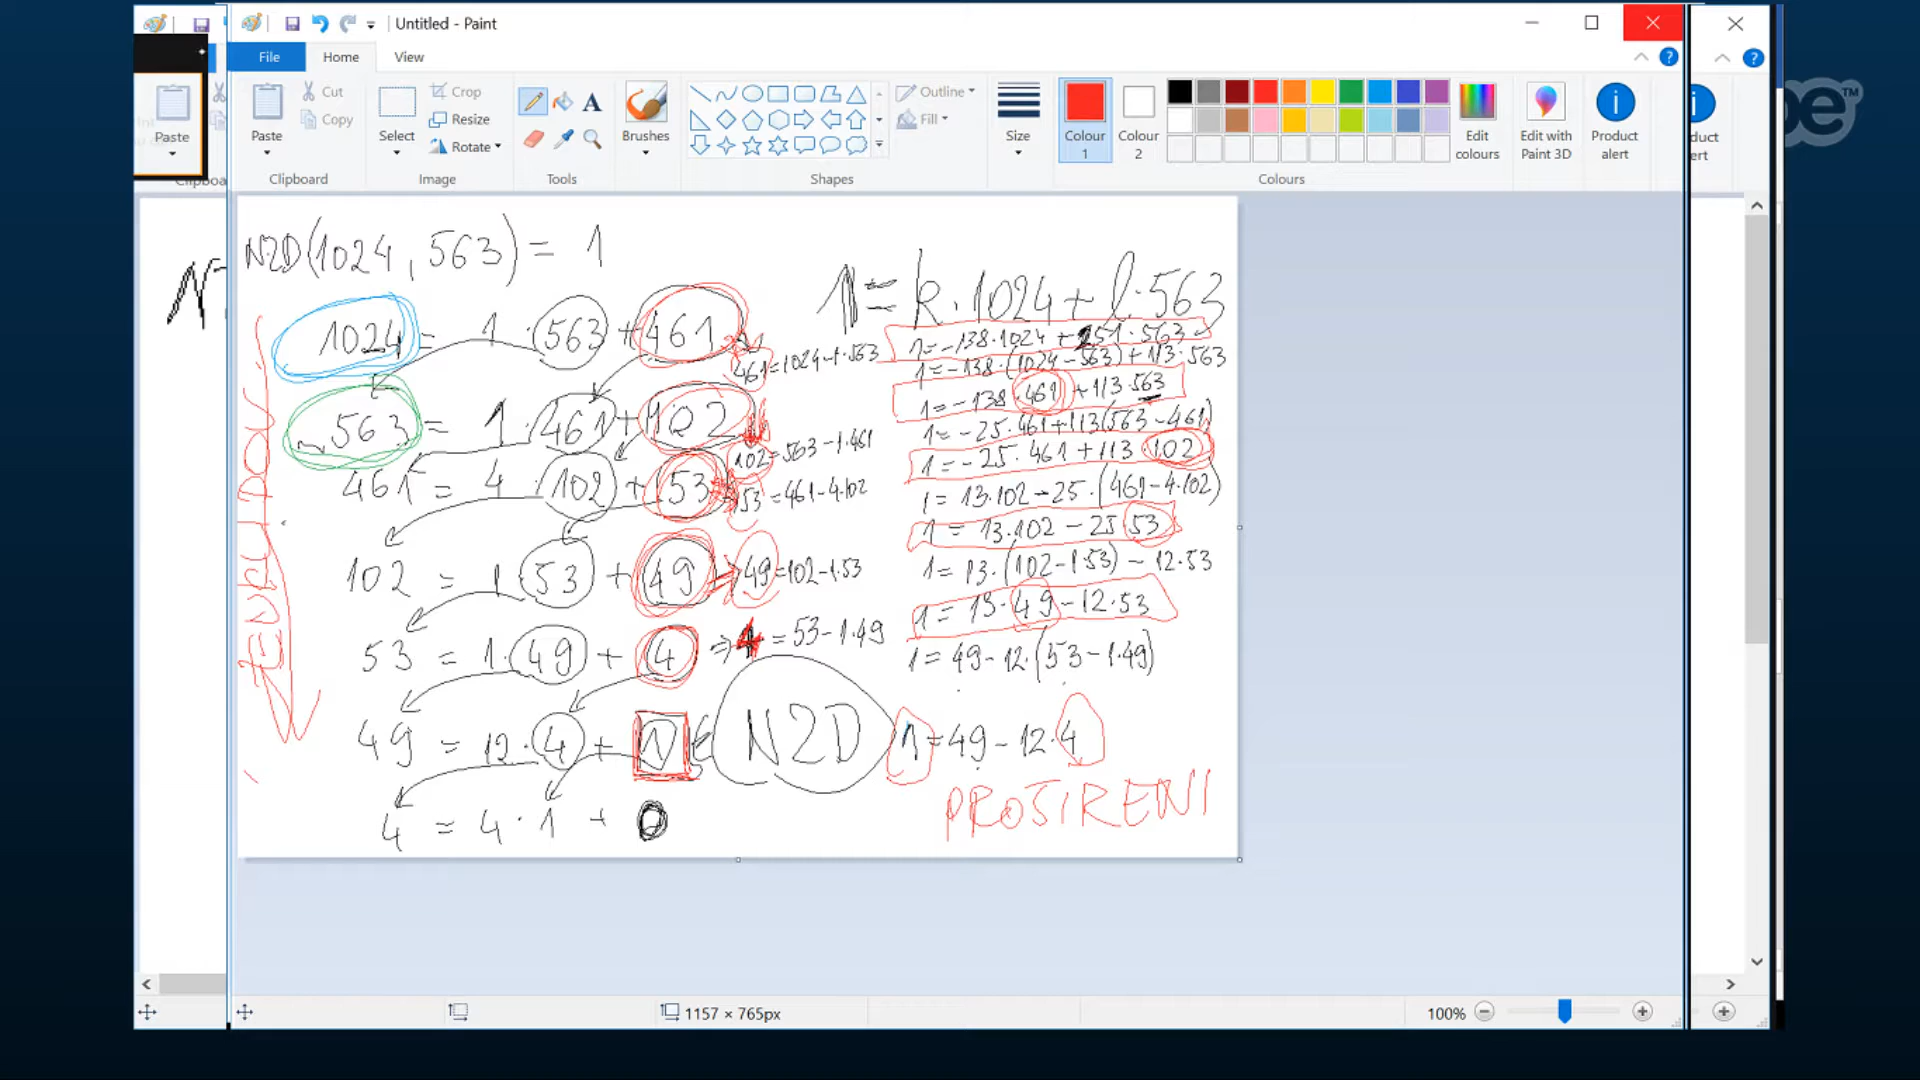 Untitled - Paint
File
Home
View
Paste
Cut
Copy
Clipboard
Select
Crop
Resize
Rotate
Image
Tools
Brushes
Shapes
Outline
Fill
Size
Colour 1
Colour 2
Edit colours
Edit with Paint 3D
Product alert
Colours
Paste
N2D(1024, 563) = 1
1024 = 1 · 563 + 461
461 = 1024 - 1·563
563 = 1 · 461 + 102
102 = 563 - 1·461
461 = 4 · 102 + 53
53 = 461 - 4·102
102 = 1 · 53 + 49
⇒ 49 = 102 - 1·53
53 = 1·49 + 4
⇒ 4 = 53 - 1·49
49 = 12·4 + 1
N2D
4 = 4·1 + 0
1 = k·1024 + l·563
1 = -138·1024 + 251·563
1 = -138·(1024 - 563) + 113·563
1 = -138·461 + 113·563
1 = -25·461 + 113(563 - 461)
1 = -25·461 + 113·102
1 = 13·102 - 25·(461 - 4·102)
1 = 13·102 - 25·53
1 = 13·(102 - 1·53) - 12·53
1 = 13·49 - 12·53
1 = 49 - 12·(53 - 1·49)
1 = 49 - 12·4
PROŠIRENI
1157 × 765px
100%